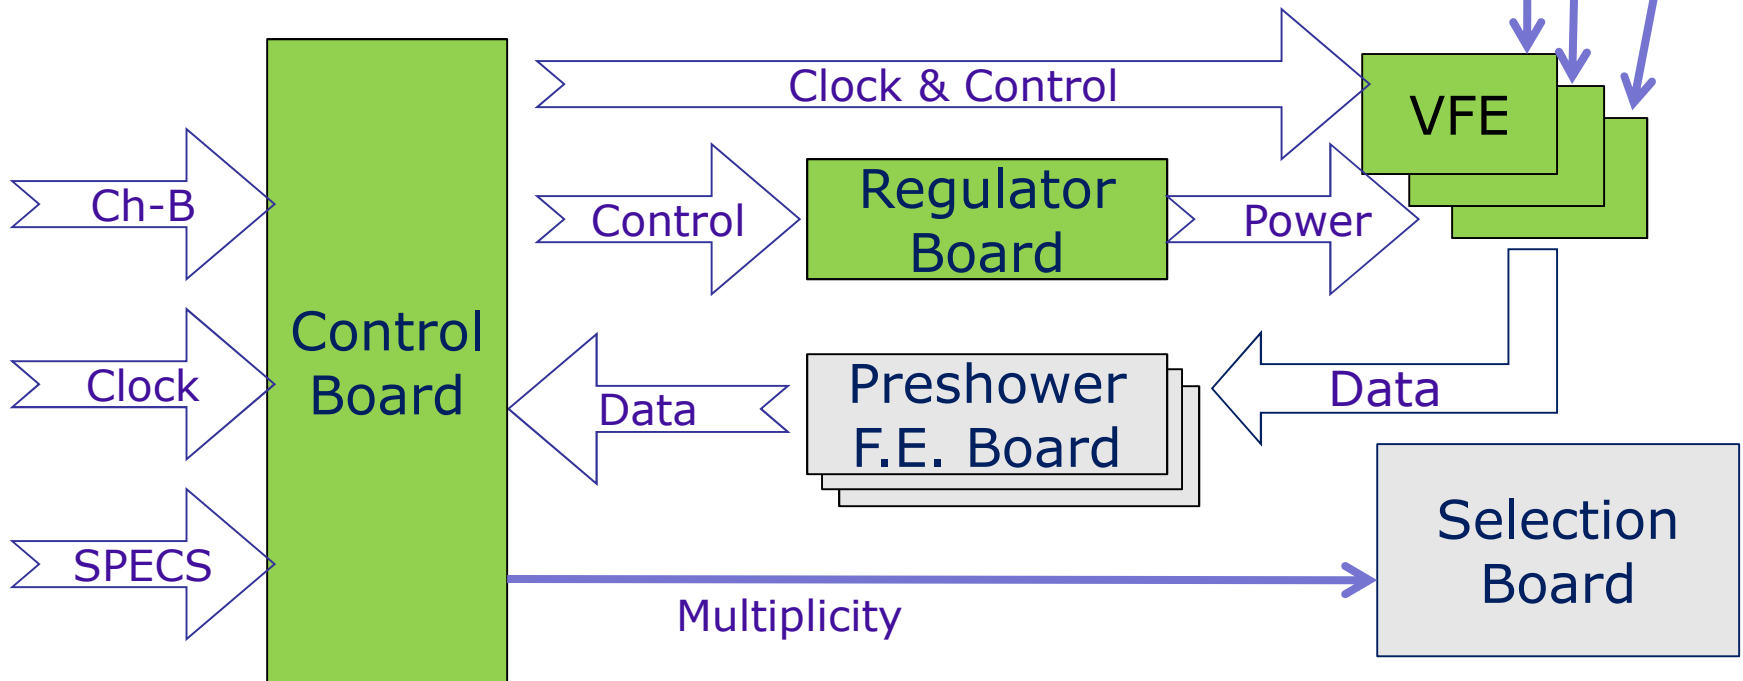 Clock & Control
VFE
Ch-B
Control
Regulator
Board
Power
Clock
Control
Board
Data
Preshower
F.E. Board
Data
SPECS
Multiplicity
Selection
Board